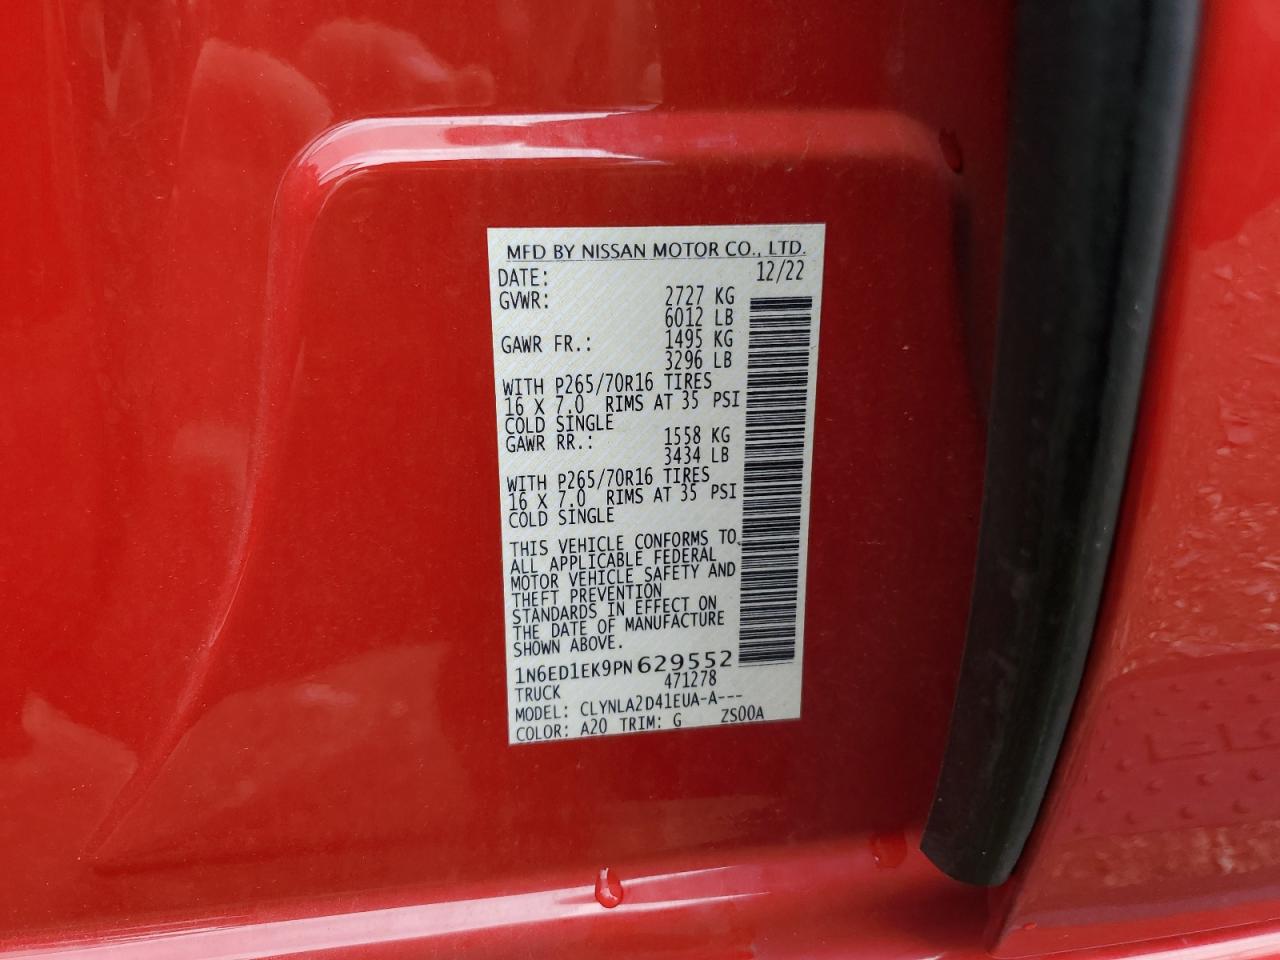 MFD BY NISSAN MOTOR CO., LTD.
DATE: 12/22
GVWR: 2727 KG
6012 LB
GAWR FR.: 1495 KG
3296 LB
WITH P265/70R16 TIRES
16 X 7.0 RIMS AT 35 PSI
COLD SINGLE
GAWR RR.: 1558 KG
3434 LB
WITH P265/70R16 TIRES
16 X 7.0 RIMS AT 35 PSI
COLD SINGLE
THIS VEHICLE CONFORMS TO
ALL APPLICABLE FEDERAL
MOTOR VEHICLE SAFETY AND
THEFT PREVENTION
STANDARDS IN EFFECT ON
THE DATE OF MANUFACTURE
SHOWN ABOVE.
1N6ED1EK9PN629552
TRUCK 471278
MODEL: CLYNLA2D41EUA-A---
COLOR: A20 TRIM: G ZS00A